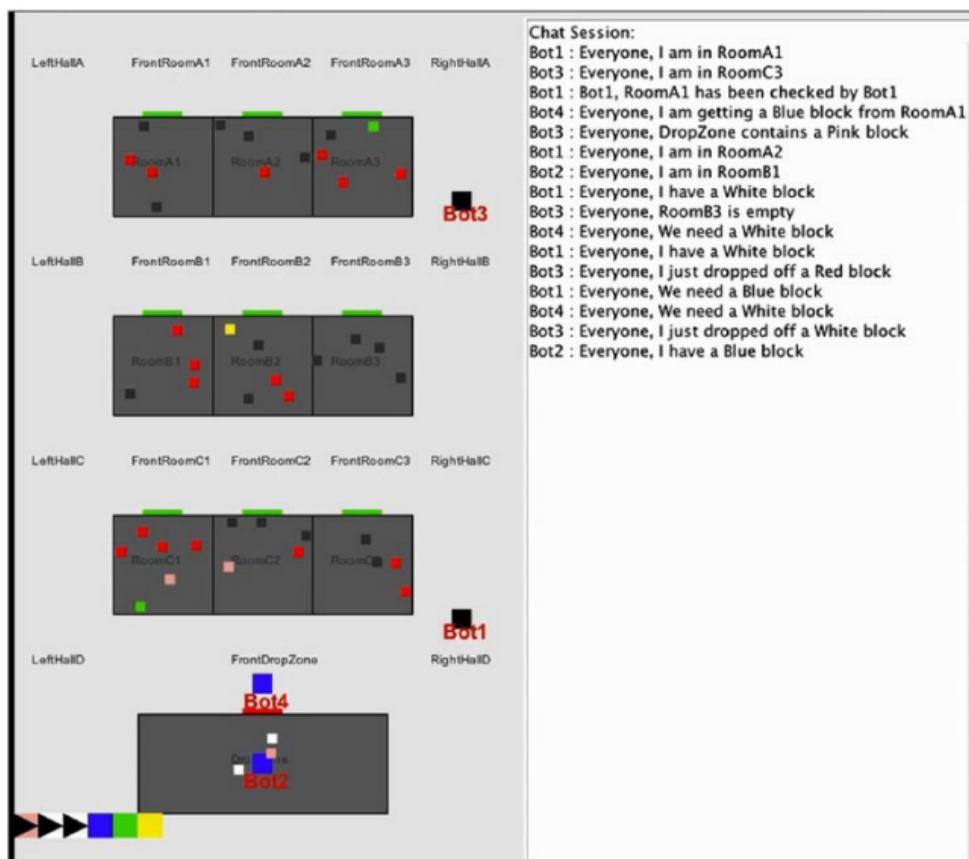 LeftHallA FrontRoomA1 FrontRoomA2 FrontRoomA3 RightHallA
RoomA1 RoomA2 RoomA3
Bot3
LeftHallB FrontRoomB1 FrontRoomB2 FrontRoomB3 RightHallB
RoomB1 RoomB2 RoomB3
LeftHallC FrontRoomC1 FrontRoomC2 FrontRoomC3 RightHallC
RoomC1 RoomC2
Bot1
LeftHallD FrontDropZone RightHallD
Bot4
Bot2
Chat Session:
Bot1 : Everyone, I am in RoomA1
Bot3 : Everyone, I am in RoomC3
Bot1 : Bot1, RoomA1 has been checked by Bot1
Bot4 : Everyone, I am getting a Blue block from RoomA1
Bot3 : Everyone, DropZone contains a Pink block
Bot1 : Everyone, I am in RoomA2
Bot2 : Everyone, I am in RoomB1
Bot1 : Everyone, I have a White block
Bot3 : Everyone, RoomB3 is empty
Bot4 : Everyone, We need a White block
Bot1 : Everyone, I have a White block
Bot3 : Everyone, I just dropped off a Red block
Bot1 : Everyone, We need a Blue block
Bot4 : Everyone, We need a White block
Bot3 : Everyone, I just dropped off a White block
Bot2 : Everyone, I have a Blue block